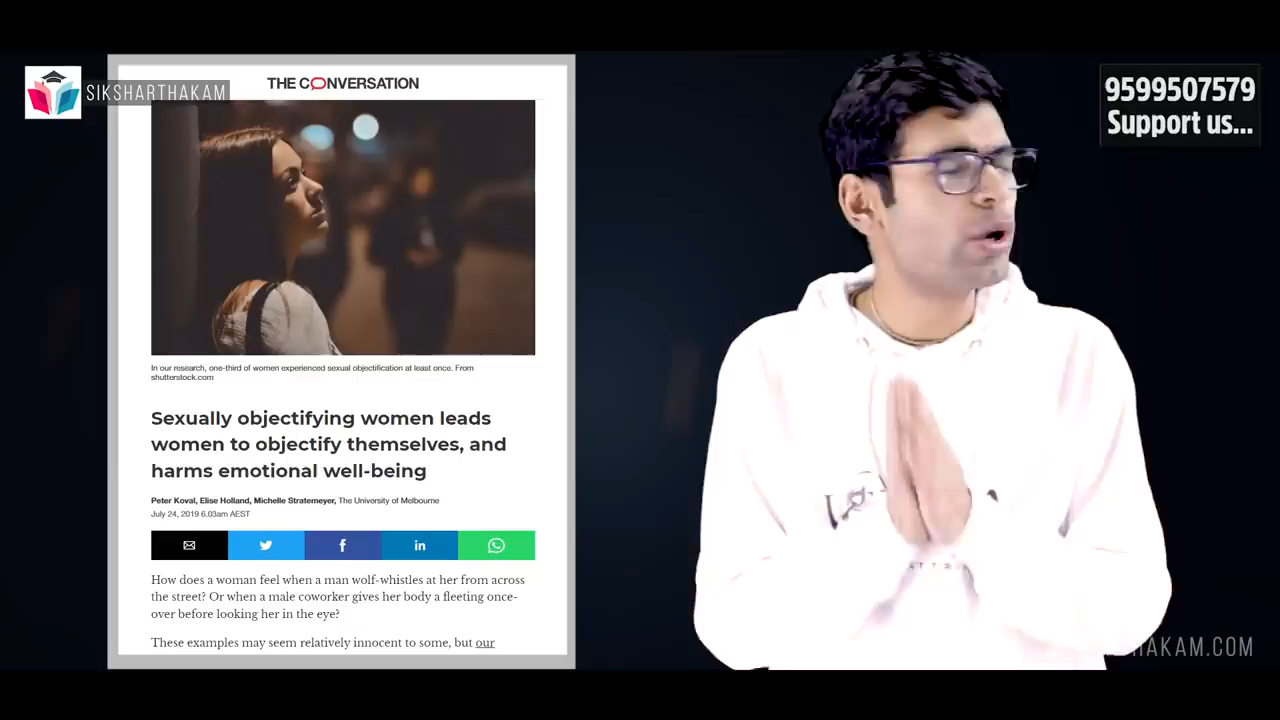 SIKSHARTHAKAM
THE CONVERSATION
9599507579
Support us...
In our research, one-third of women experienced sexual objectification at least once. From
shutterstock.com
Sexually objectifying women leads
women to objectify themselves, and
harms emotional well-being
Peter Koval, Elise Holland, Michelle Stratemeyer, The University of Melbourne
July 24, 2019 6.03am AEST
f
in
How does a woman feel when a man wolf-whistles at her from across
the street? Or when a male coworker gives her body a fleeting once-
over before looking her in the eye?
These examples may seem relatively innocent to some, but our
HAKAM.COM